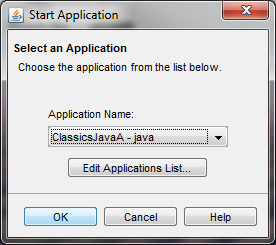 Start Application
Select an Application
Choose the application from the list below.
Application Name:
ClassicsJavaA - java
Edit Applications List...
OK Cancel Help